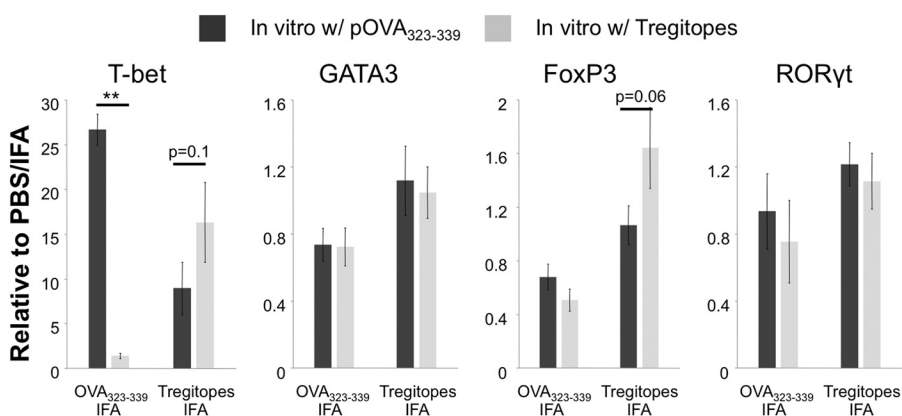 In vitro w/ pOVA323-339 In vitro w/ Tregitopes
T-bet GATA3 FoxP3 RORγt
Relative to PBS/IFA
30
25
20
15
10
5
0
**
p=0.1
OVA323-339 IFA
Tregitopes IFA
1.6
1.2
0.8
0.4
0
OVA323-339 IFA
Tregitopes IFA
2
1.6
1.2
0.8
0.4
0
p=0.06
OVA323-339 IFA
Tregitopes IFA
1.6
1.2
0.8
0.4
0
OVA323-339 IFA
Tregitopes IFA